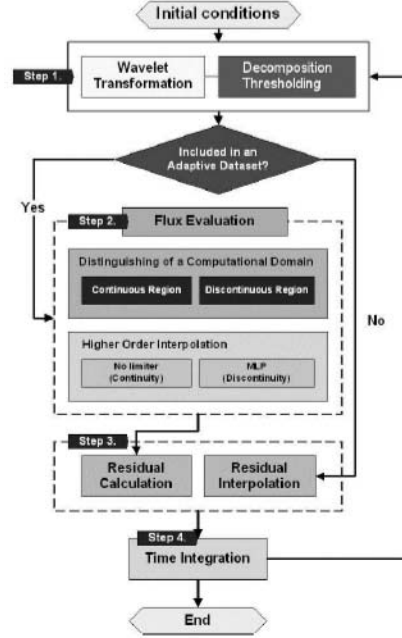 Initial conditions
Step 1.
Wavelet
Transformation
Decomposition
Thresholding
Included in an
Adaptive Dataset?
Yes
No
Step 2.
Flux Evaluation
Distinguishing of a Computational Domain
Continuous Region
Discontinuous Region
Higher Order Interpolation
No limiter
(Continuity)
MLP
(Discontinuity)
Step 3.
Residual
Calculation
Residual
Interpolation
Step 4.
Time Integration
End